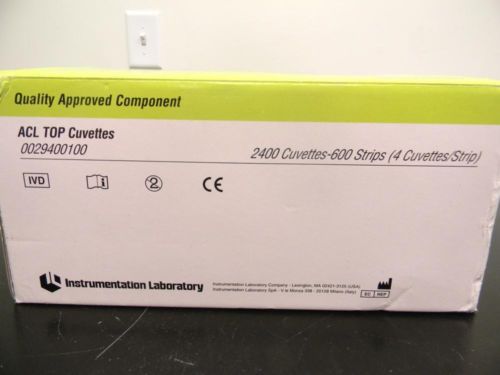 Quality Approved Component
ACL TOP Cuvettes
0029400100
2400 Cuvettes-600 Strips (4 Cuvettes/Strip)
IVD i 2 CE
Instrumentation Laboratory
Instrumentation Laboratory Company - Lexington, MA 02421-3125 (USA)
Instrumentation Laboratory SpA - V.le Monza 338 - 20128 Milano (Italy)
EC REP